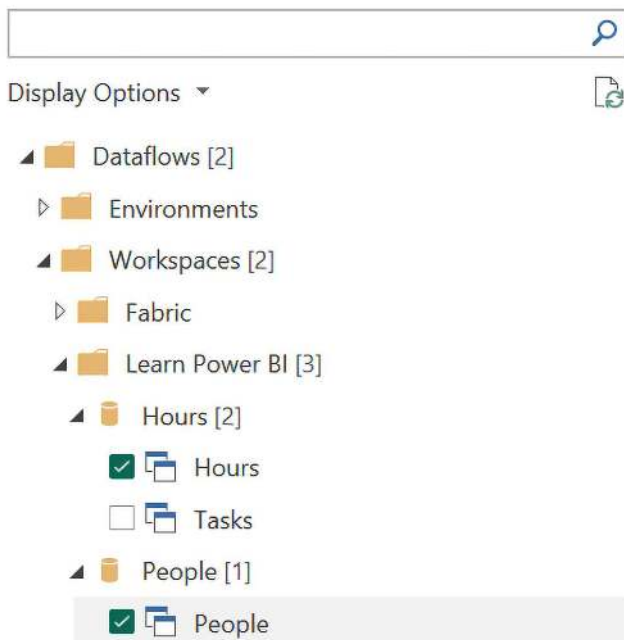 Display Options
Dataflows [2]
Environments
Workspaces [2]
Fabric
Learn Power BI [3]
Hours [2]
Hours
Tasks
People [1]
People